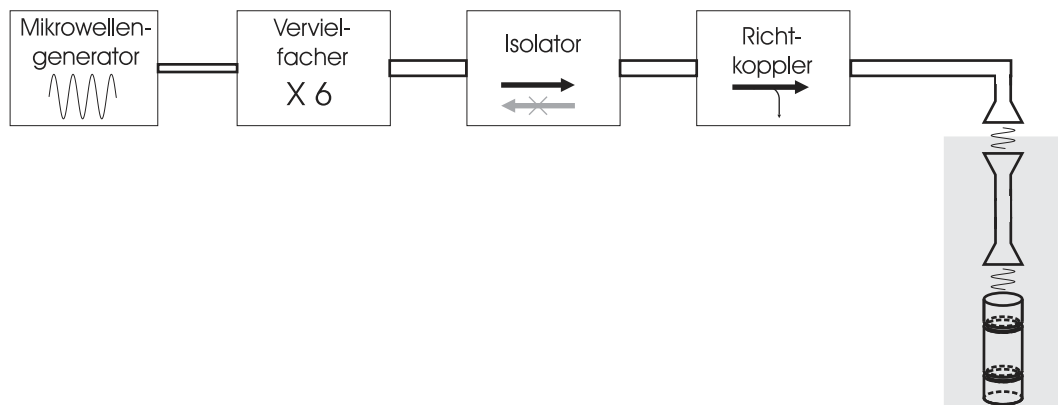 Mikrowellen-
generator
Verviel-
facher
X 6
Isolator
Richt-
koppler